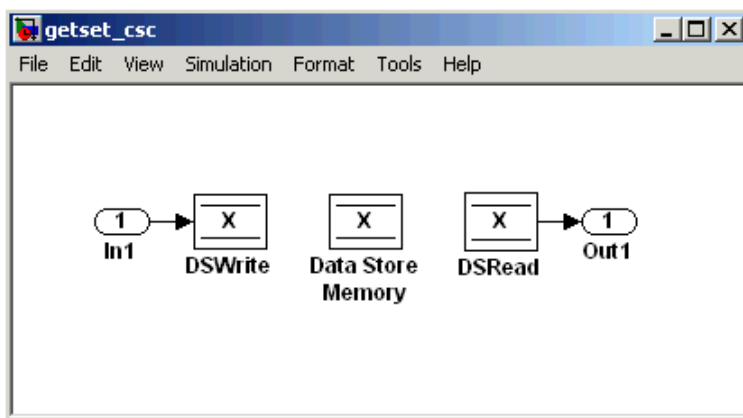 getset_csc
File Edit View Simulation Format Tools Help
1 X X X 1
In1 DSWrite Data Store Memory DSRead Out1